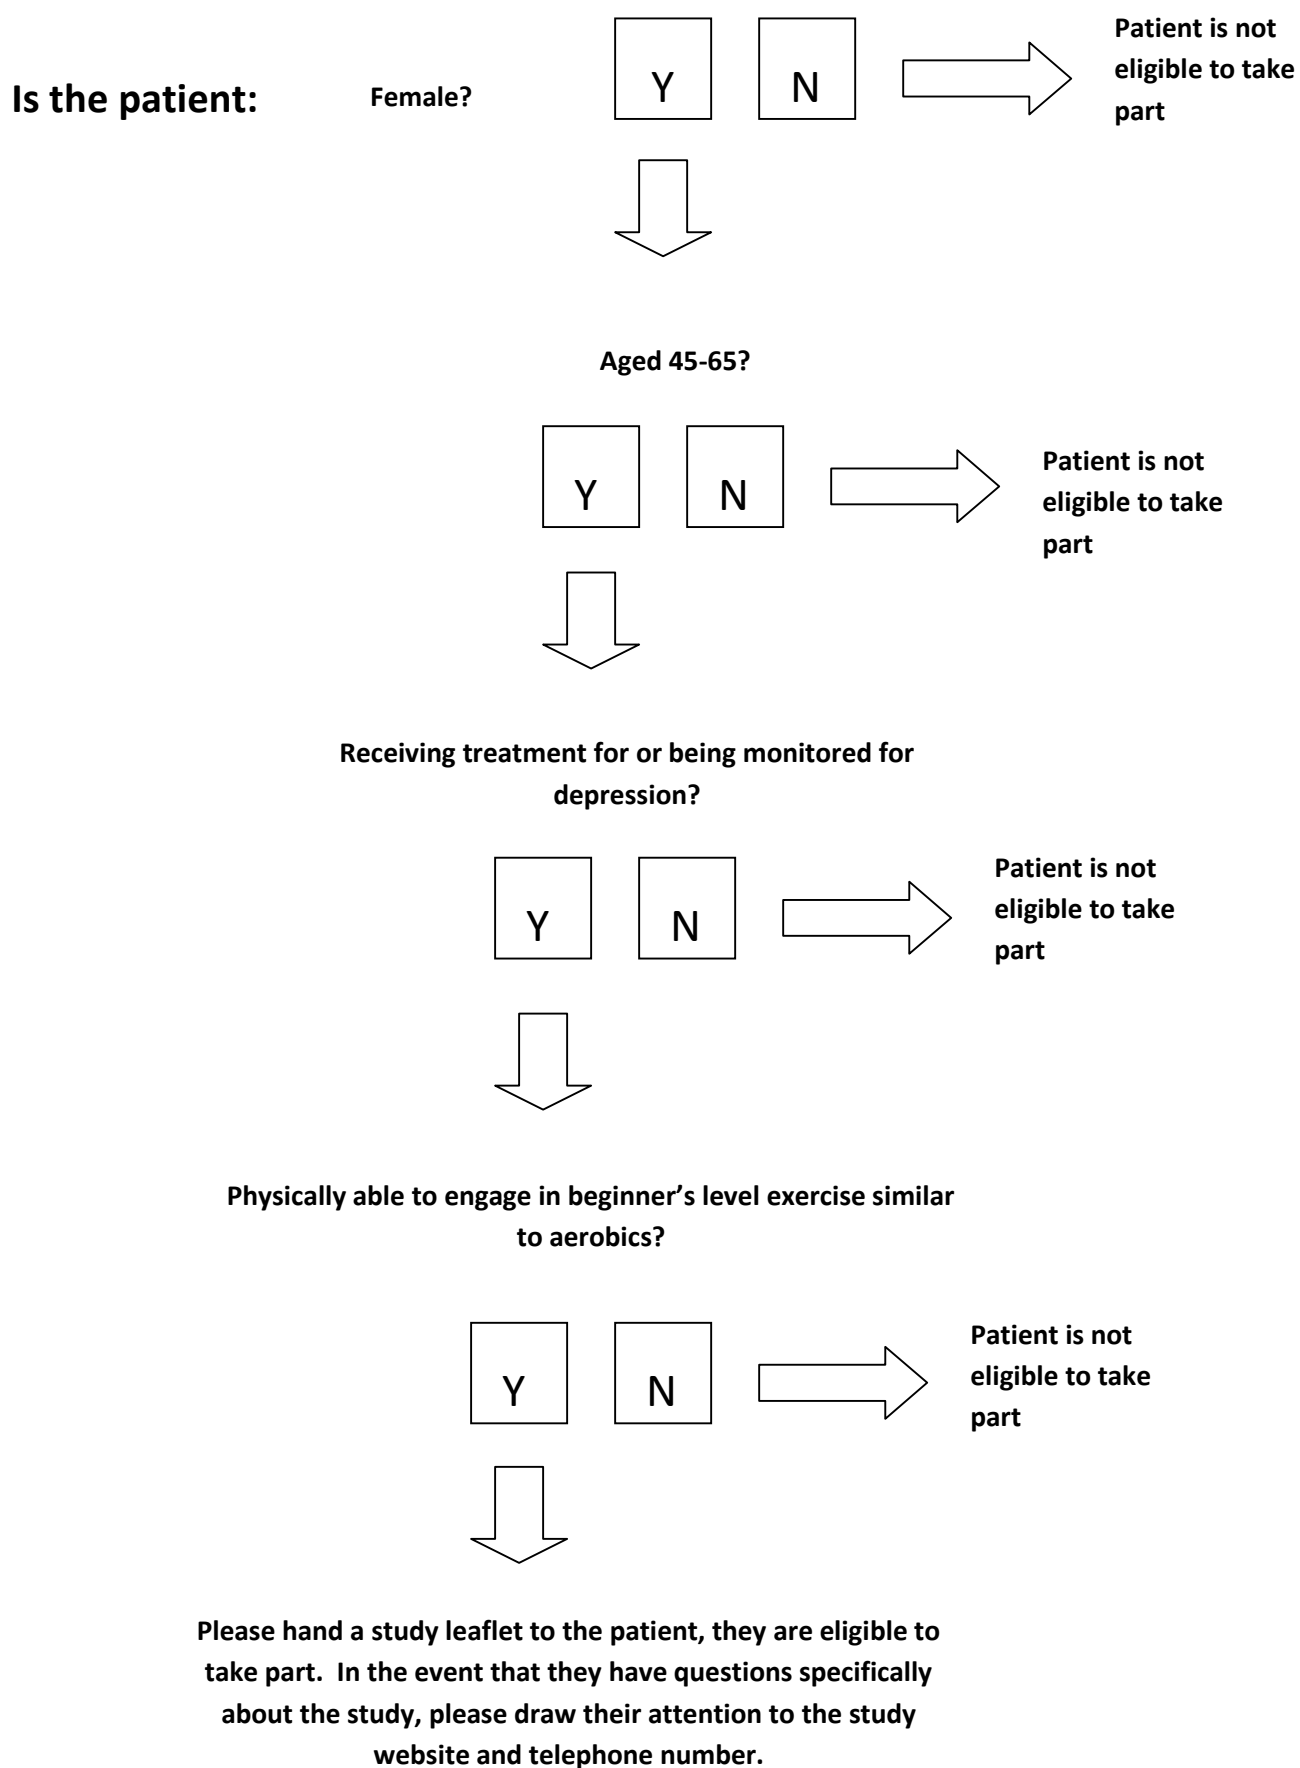 Is the patient:
Female?
Y
N
Patient is not
eligible to take
part
Aged 45-65?
Y
N
Patient is not
eligible to take
part
Receiving treatment for or being monitored for
depression?
Y
N
Patient is not
eligible to take
part
Physically able to engage in beginner’s level exercise similar
to aerobics?
Y
N
Patient is not
eligible to take
part
Please hand a study leaflet to the patient, they are eligible to
take part.  In the event that they have questions specifically
about the study, please draw their attention to the study
website and telephone number.